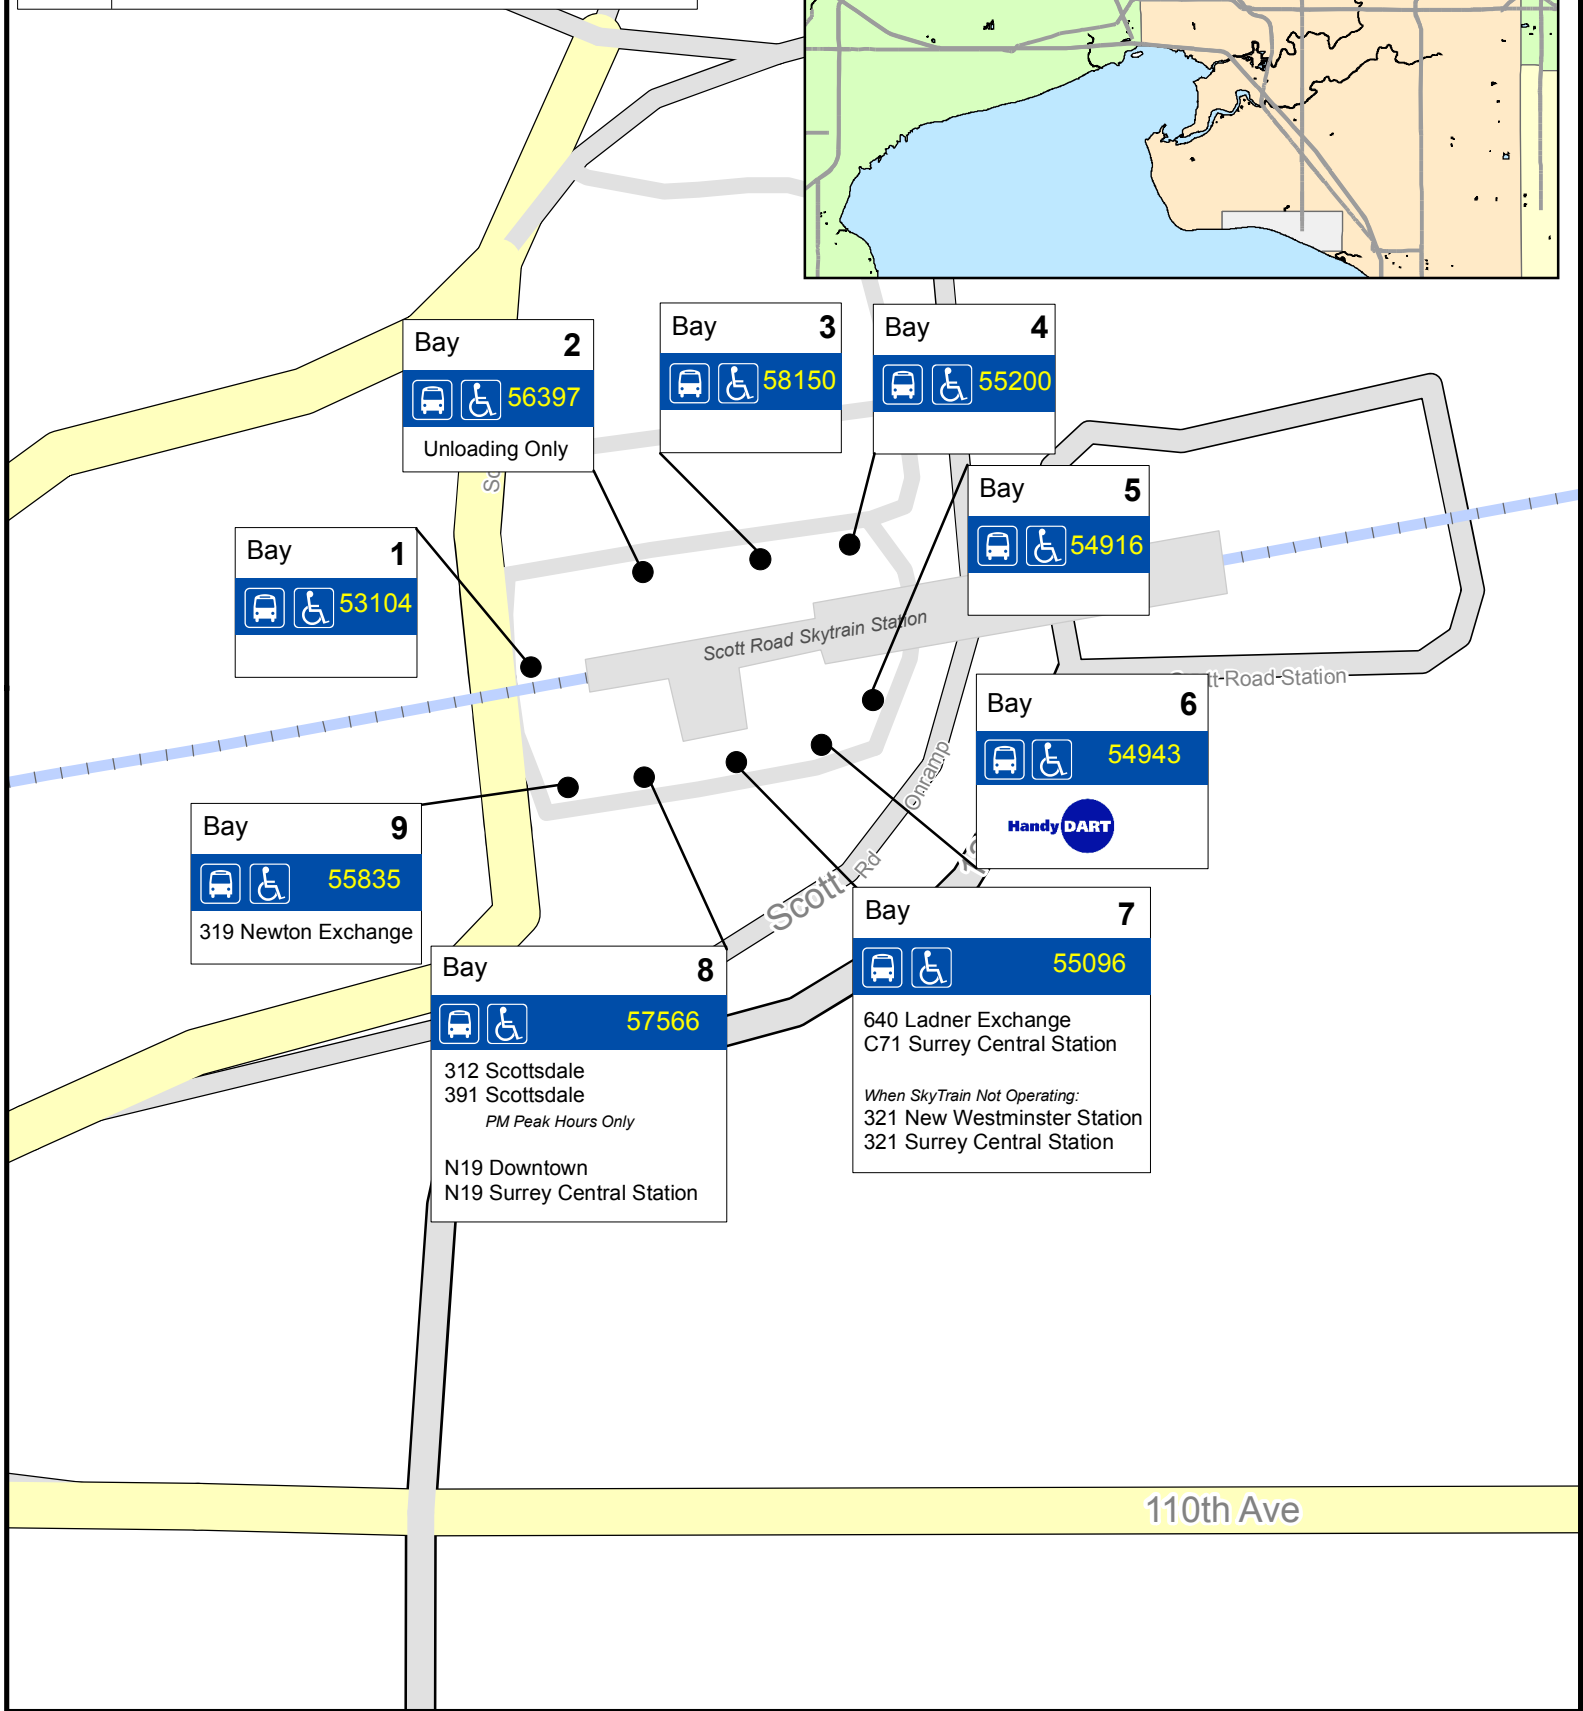 Bay 2
56397
Unloading Only
Bay 3
58150
Bay 4
55200
Bay 5
54916
Bay 1
53104
Scott Road Skytrain Station
Scott Road Station
Bay 6
54943
HandyDART
Onramp
Scott Rd
Bay 9
55835
319 Newton Exchange
Bay 8
57566
312 Scottsdale
391 Scottsdale
PM Peak Hours Only
N19 Downtown
N19 Surrey Central Station
Bay 7
55096
640 Ladner Exchange
C71 Surrey Central Station
When SkyTrain Not Operating:
321 New Westminster Station
321 Surrey Central Station
110th Ave